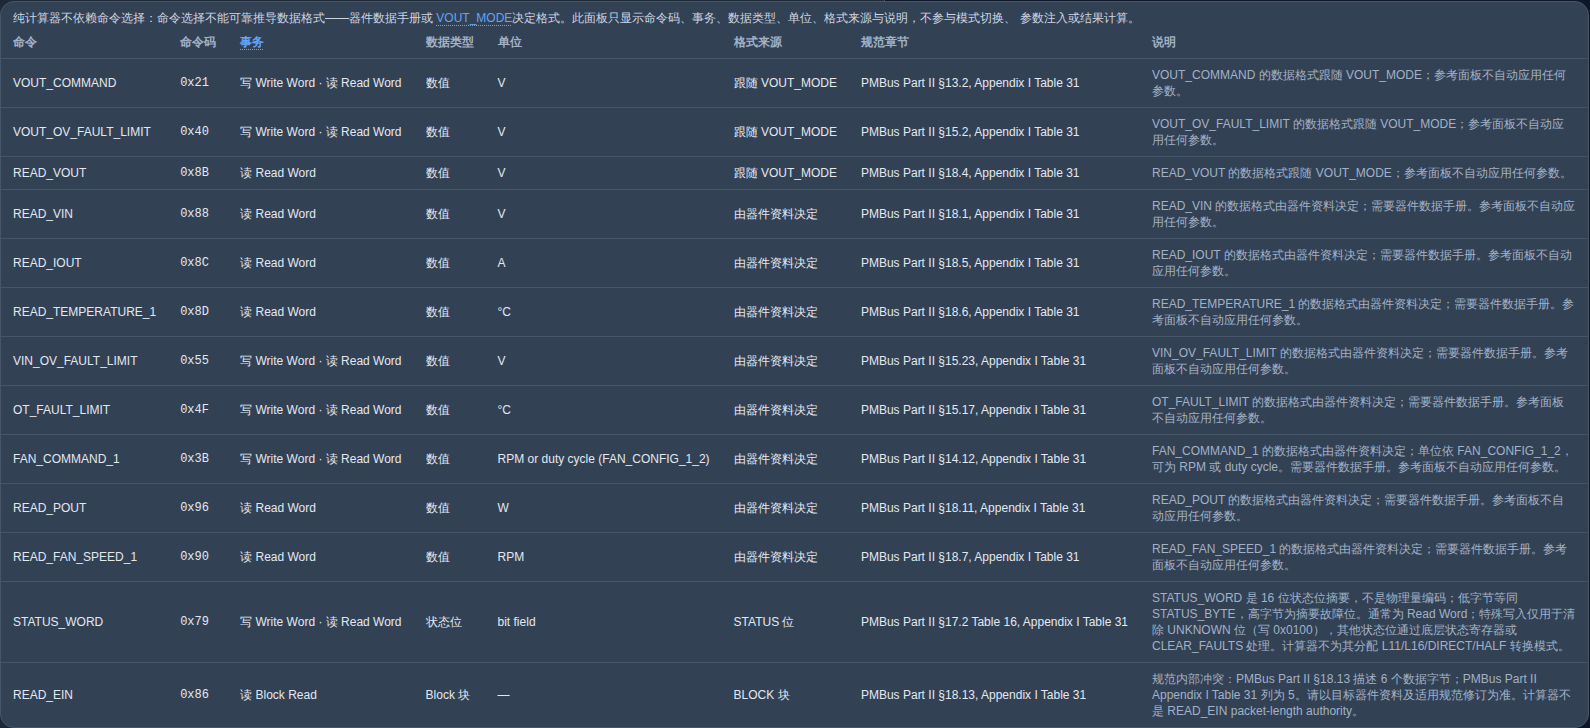 纯计算器不依赖命令选择：命令选择不能可靠推导数据格式——器件数据手册或 VOUT_MODE决定格式。此面板只显示命令码、事务、数据类型、单位、格式来源与说明，不参与模式切换、 参数注入或结果计算。
命令 命令码 事务 数据类型 单位 格式来源 规范章节 说明
VOUT_COMMAND 0x21 写 Write Word · 读 Read Word 数值 V 跟随 VOUT_MODE PMBus Part II §13.2, Appendix I Table 31 VOUT_COMMAND 的数据格式跟随 VOUT_MODE；参考面板不自动应用任何
参数。
VOUT_OV_FAULT_LIMIT 0x40 写 Write Word · 读 Read Word 数值 V 跟随 VOUT_MODE PMBus Part II §15.2, Appendix I Table 31 VOUT_OV_FAULT_LIMIT 的数据格式跟随 VOUT_MODE；参考面板不自动应
用任何参数。
READ_VOUT 0x8B 读 Read Word 数值 V 跟随 VOUT_MODE PMBus Part II §18.4, Appendix I Table 31 READ_VOUT 的数据格式跟随 VOUT_MODE；参考面板不自动应用任何参数。
READ_VIN 0x88 读 Read Word 数值 V 由器件资料决定 PMBus Part II §18.1, Appendix I Table 31 READ_VIN 的数据格式由器件资料决定；需要器件数据手册。参考面板不自动应
用任何参数。
READ_IOUT 0x8C 读 Read Word 数值 A 由器件资料决定 PMBus Part II §18.5, Appendix I Table 31 READ_IOUT 的数据格式由器件资料决定；需要器件数据手册。参考面板不自动
应用任何参数。
READ_TEMPERATURE_1 0x8D 读 Read Word 数值 °C 由器件资料决定 PMBus Part II §18.6, Appendix I Table 31 READ_TEMPERATURE_1 的数据格式由器件资料决定；需要器件数据手册。参
考面板不自动应用任何参数。
VIN_OV_FAULT_LIMIT 0x55 写 Write Word · 读 Read Word 数值 V 由器件资料决定 PMBus Part II §15.23, Appendix I Table 31 VIN_OV_FAULT_LIMIT 的数据格式由器件资料决定；需要器件数据手册。参考
面板不自动应用任何参数。
OT_FAULT_LIMIT 0x4F 写 Write Word · 读 Read Word 数值 °C 由器件资料决定 PMBus Part II §15.17, Appendix I Table 31 OT_FAULT_LIMIT 的数据格式由器件资料决定；需要器件数据手册。参考面板
不自动应用任何参数。
FAN_COMMAND_1 0x3B 写 Write Word · 读 Read Word 数值 RPM or duty cycle (FAN_CONFIG_1_2) 由器件资料决定 PMBus Part II §14.12, Appendix I Table 31 FAN_COMMAND_1 的数据格式由器件资料决定；单位依 FAN_CONFIG_1_2，
可为 RPM 或 duty cycle。需要器件数据手册。参考面板不自动应用任何参数。
READ_POUT 0x96 读 Read Word 数值 W 由器件资料决定 PMBus Part II §18.11, Appendix I Table 31 READ_POUT 的数据格式由器件资料决定；需要器件数据手册。参考面板不自
动应用任何参数。
READ_FAN_SPEED_1 0x90 读 Read Word 数值 RPM 由器件资料决定 PMBus Part II §18.7, Appendix I Table 31 READ_FAN_SPEED_1 的数据格式由器件资料决定；需要器件数据手册。参考
面板不自动应用任何参数。
STATUS_WORD 0x79 写 Write Word · 读 Read Word 状态位 bit field STATUS 位 PMBus Part II §17.2 Table 16, Appendix I Table 31 STATUS_WORD 是 16 位状态位摘要，不是物理量编码；低字节等同
STATUS_BYTE，高字节为摘要故障位。通常为 Read Word；特殊写入仅用于清
除 UNKNOWN 位（写 0x0100），其他状态位通过底层状态寄存器或
CLEAR_FAULTS 处理。计算器不为其分配 L11/L16/DIRECT/HALF 转换模式。
READ_EIN 0x86 读 Block Read Block 块 — BLOCK 块 PMBus Part II §18.13, Appendix I Table 31 规范内部冲突：PMBus Part II §18.13 描述 6 个数据字节；PMBus Part II
Appendix I Table 31 列为 5。请以目标器件资料及适用规范修订为准。计算器不
是 READ_EIN packet-length authority。